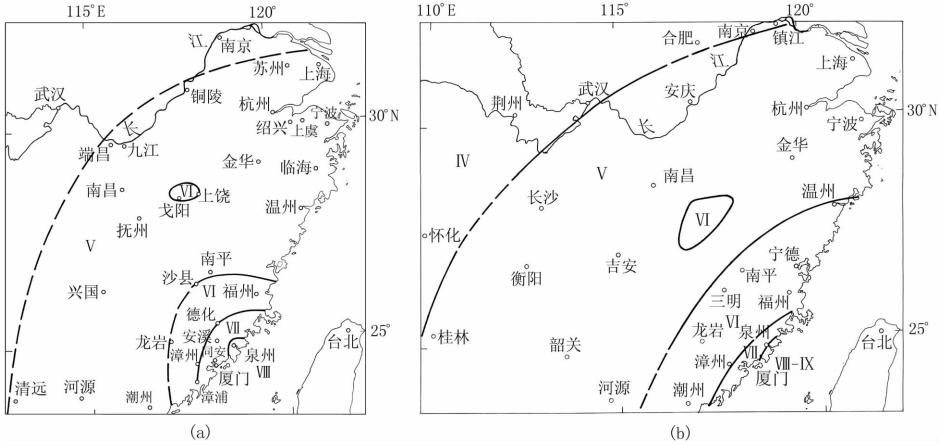 115°E
120°
江
南京
苏州
上海
铜陵
武汉
杭州
宁波
30°N
绍兴
上虞
长
端昌
九江
金华
临海
南昌
Ⅵ
上饶
戈阳
温州
抚州
Ⅴ
南平
沙县
Ⅵ
福州
兴国
德化
Ⅶ
25°
龙岩
安溪
台北
漳州
同安
泉州
厦门
Ⅷ
清远
河源
潮州
漳浦
(a)
110°E
115°
120°
合肥
南京
镇江
江
上海
荆州
武汉
安庆
杭州
30°N
长
宁波
金华
Ⅳ
Ⅴ
南昌
长沙
温州
Ⅵ
怀化
吉安
宁德
衡阳
南平
三明
福州
桂林
龙岩
Ⅵ
泉州
25°
韶关
漳州
Ⅶ
Ⅷ-Ⅸ
台北
厦门
河源
潮州
(b)